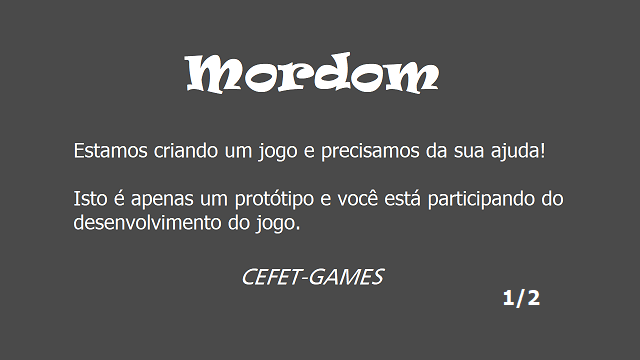 Mordom
Estamos criando um jogo e precisamos da sua ajuda!
Isto é apenas um protótipo e você está participando do
desenvolvimento do jogo.
CEFET-GAMES
1/2